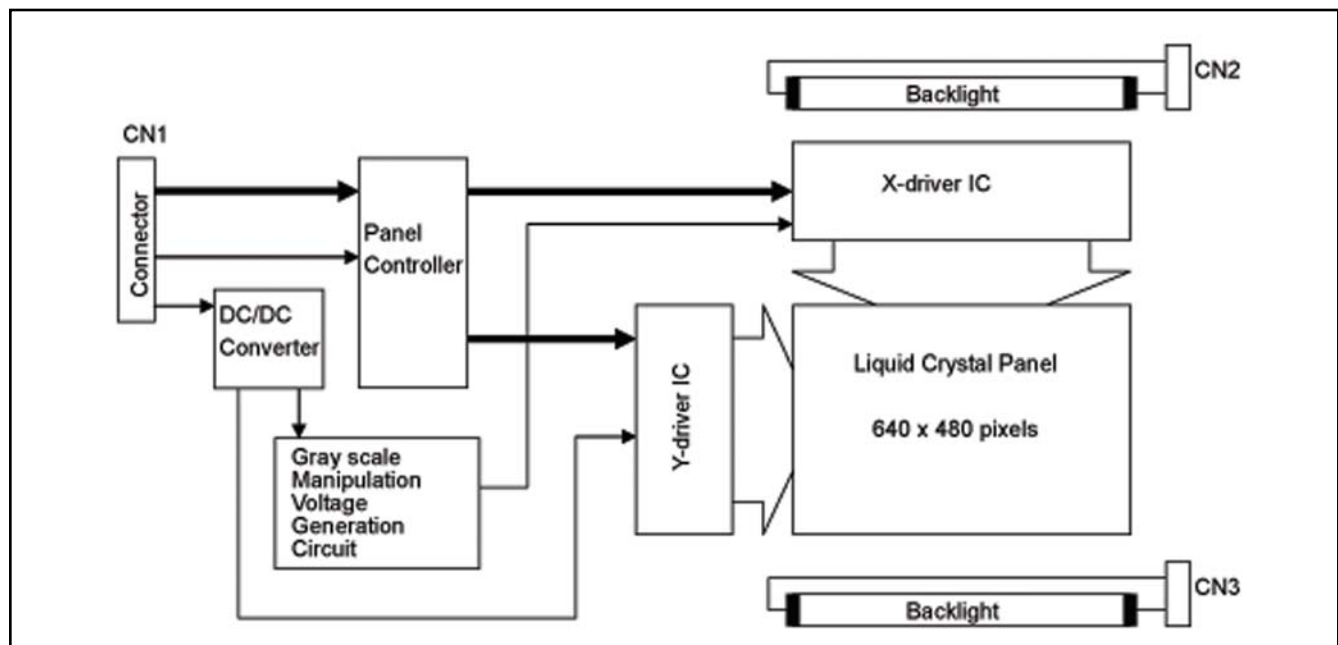 CN2
Backlight
CN1
Connector
X-driver IC
Panel
Controller
DC/DC
Converter
Y-driver IC
Liquid Crystal Panel
640 x 480 pixels
Gray scale
Manipulation
Voltage
Generation
Circuit
CN3
Backlight